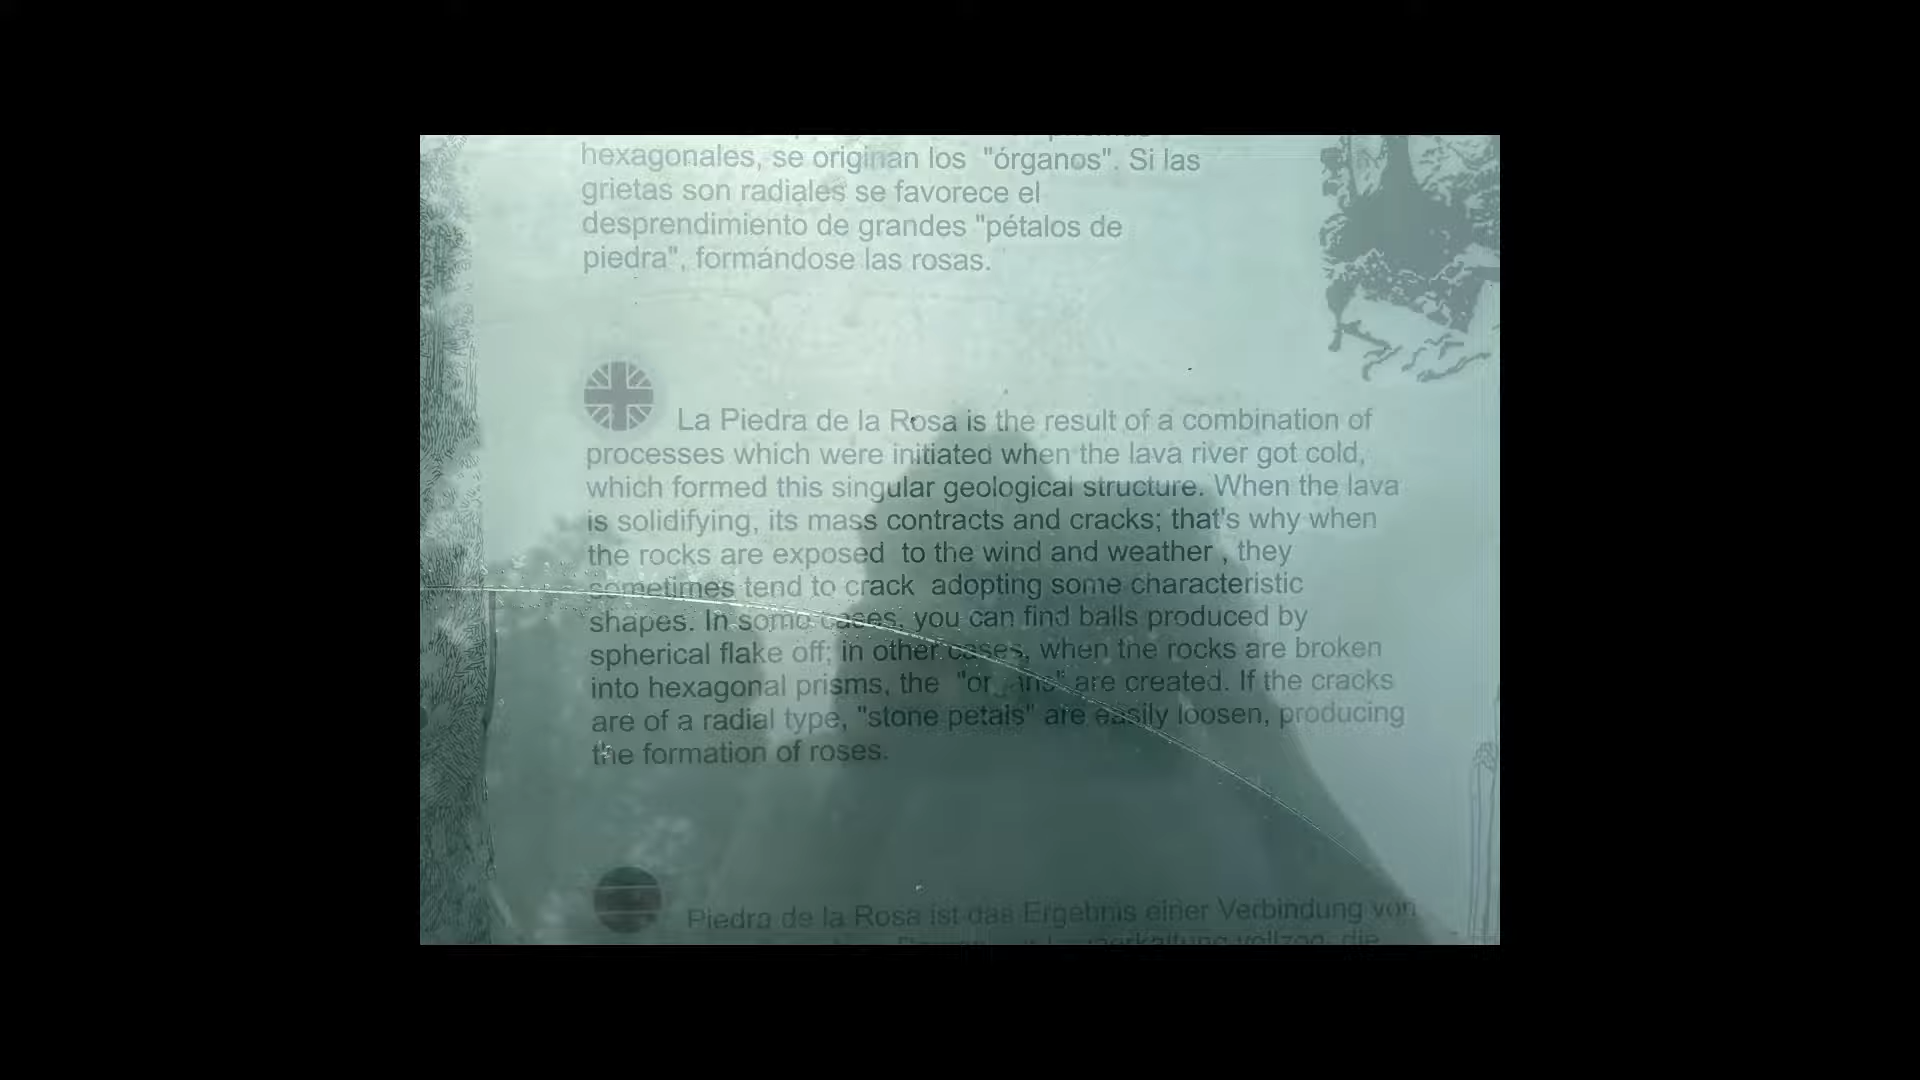 hexagonales, se originan los "órganos". Si las
grietas son radiales se favorece el
desprendimiento de grandes "pétalos de
piedra", formándose las rosas.
La Piedra de la Rosa is the result of a combination of
processes which were initiated when the lava river got cold,
which formed this singular geological structure. When the lava
is solidifying, its mass contracts and cracks; that's why when
the rocks are exposed to the wind and weather , they
sometimes tend to crack adopting some characteristic
shapes. In some cases, you can find balls produced by
spherical flake off; in other cases, when the rocks are broken
into hexagonal prisms, the are created. If the cracks
are of a radial type, "stone petals" are easily loosen, producing
the formation of roses.
Piedra de la Rosa ist das Ergebnis einer Verbindung von
vollzog, die